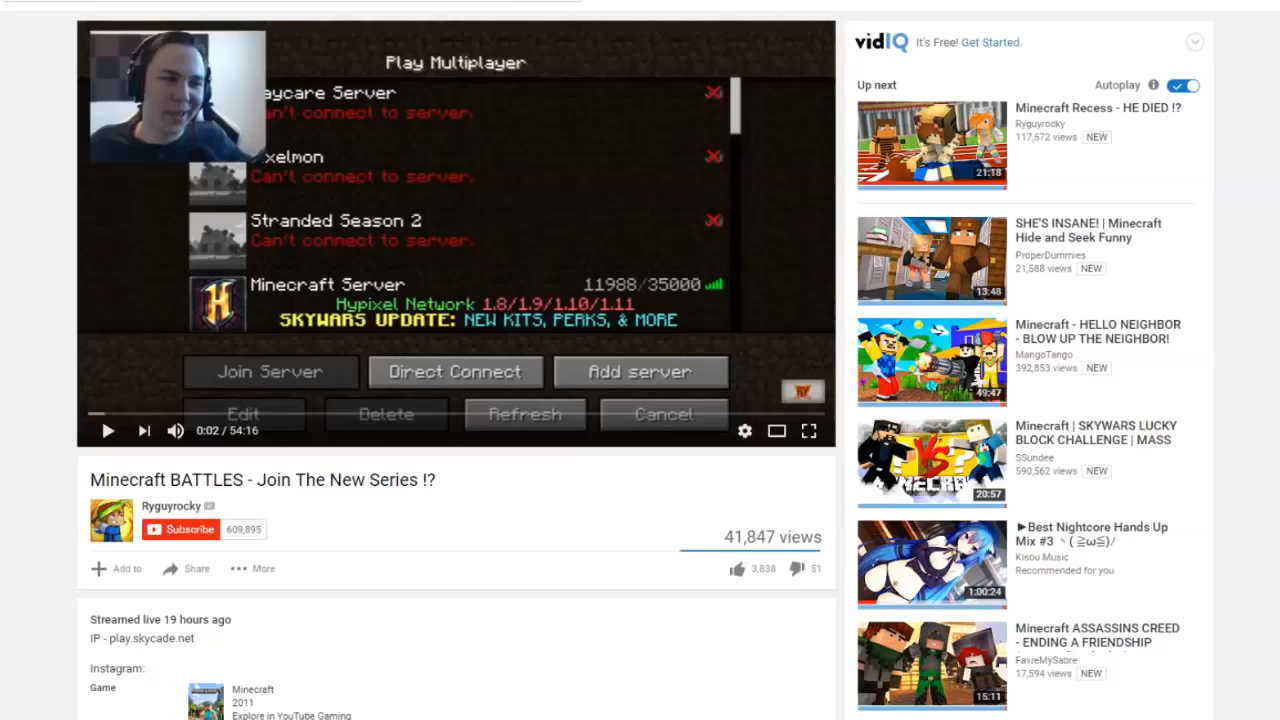 Play Multiplayer
aycare Server
an't connect to server.
xelmon
Can't connect to server.
Stranded Season 2
Can't connect to server.
Minecraft Server 11988/35000
Hypixel Network 1.8/1.9/1.10/1.11
SKYWARS UPDATE: NEW KITS, PERKS, & MORE
Join Server Direct Connect Add server
Edit Delete Refresh Cancel
0:02 / 54:16
Minecraft BATTLES - Join The New Series !?
Ryguyrocky
Subscribe 609,895
41,847 views
Add to Share More
3,838 51
Streamed live 19 hours ago
IP - play.skycade.net
Instagram:
Game Minecraft
2011
Explore in YouTube Gaming
vidIQ It's Free! Get Started.
Up next Autoplay
Minecraft Recess - HE DIED !?
Ryguyrocky
117,572 views NEW
21:18
SHE'S INSANE! | Minecraft
Hide and Seek Funny
ProperDummies
21,588 views NEW
13:48
Minecraft - HELLO NEIGHBOR
- BLOW UP THE NEIGHBOR!
MangoTango
392,853 views NEW
49:47
Minecraft | SKYWARS LUCKY
BLOCK CHALLENGE | MASS
SSundee
590,562 views NEW
VS
20:57
►Best Nightcore Hands Up
Mix #3 ヽ( ≧ω≦)/
Kisou Music
Recommended for you
1:00:24
Minecraft ASSASSINS CREED
- ENDING A FRIENDSHIP
FavreMySabre
17,594 views NEW
15:11